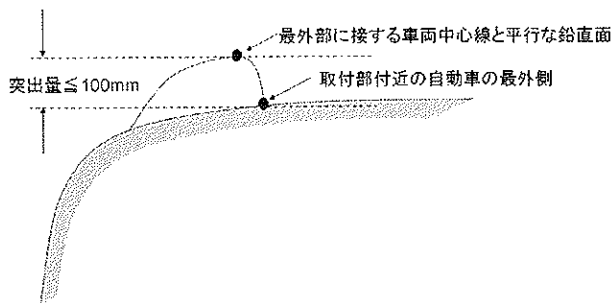 最外部に接する車両中心線と平行な鉛直面
突出量≦100mm
取付部付近の自動車の最外側